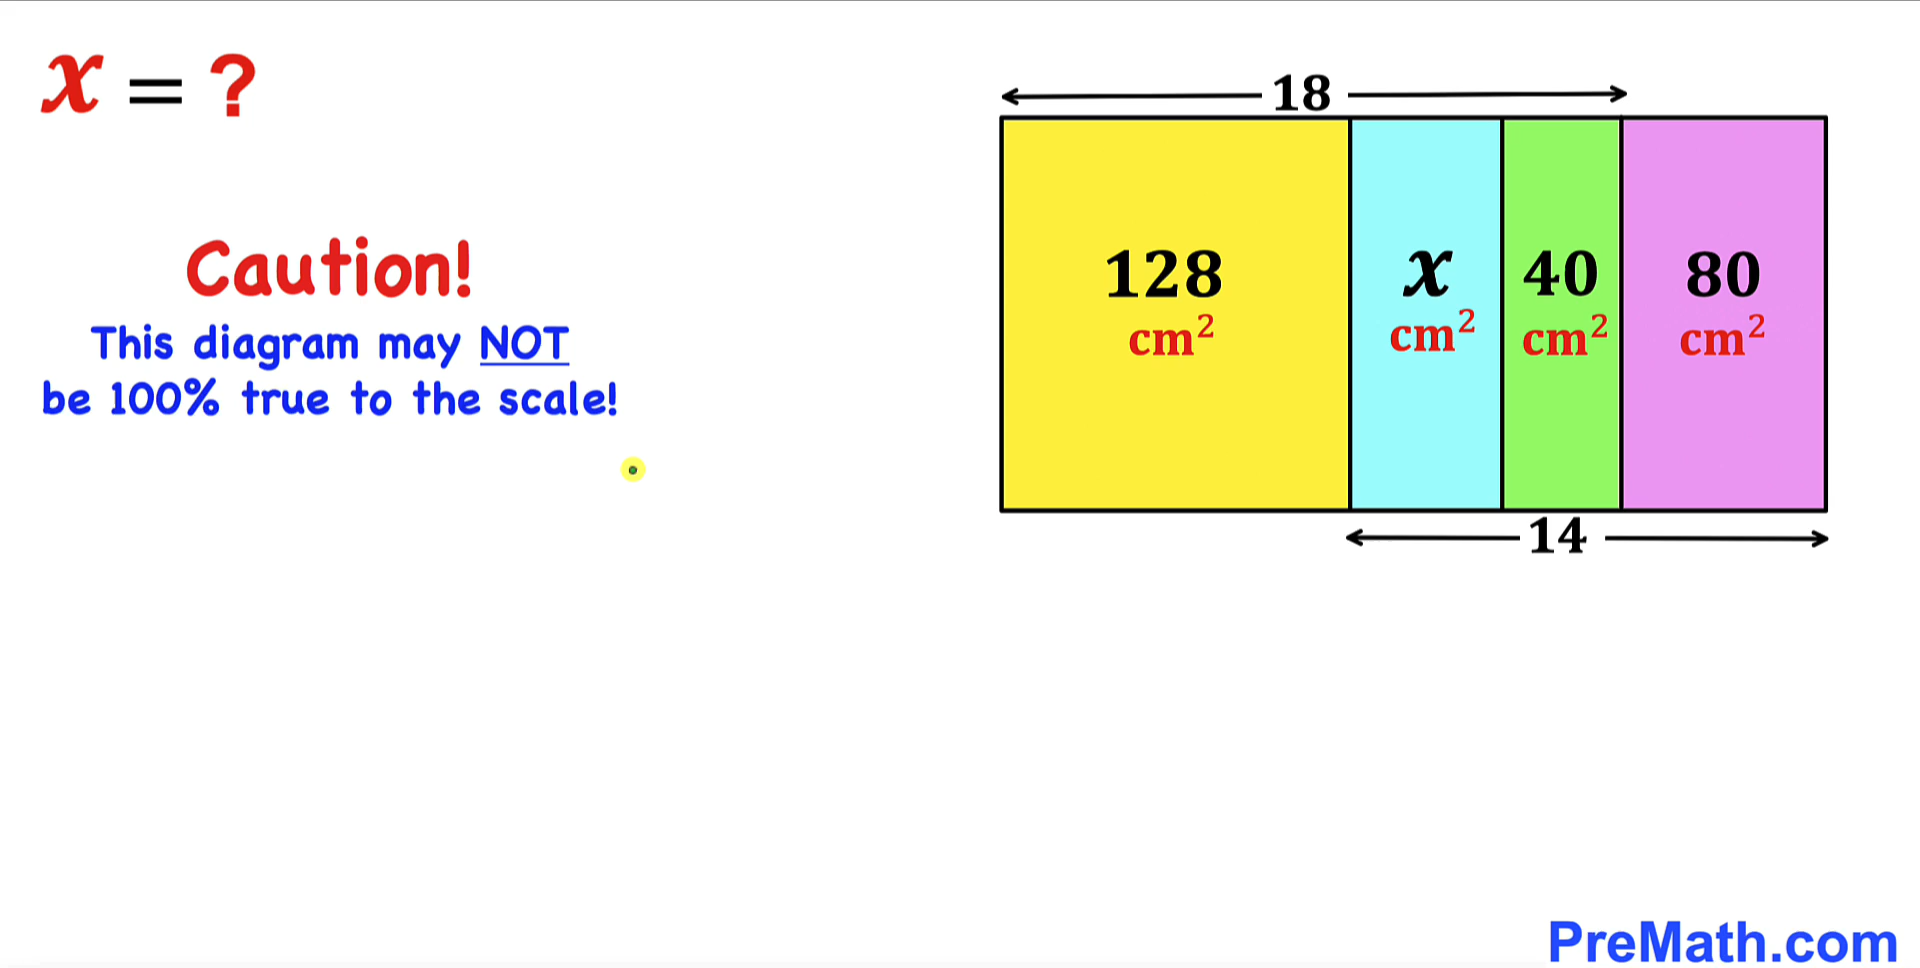 x = ?
18
128
cm²
x
cm²
40
cm²
80
cm²
14
Caution!
This diagram may NOT
be 100% true to the scale!
PreMath.com